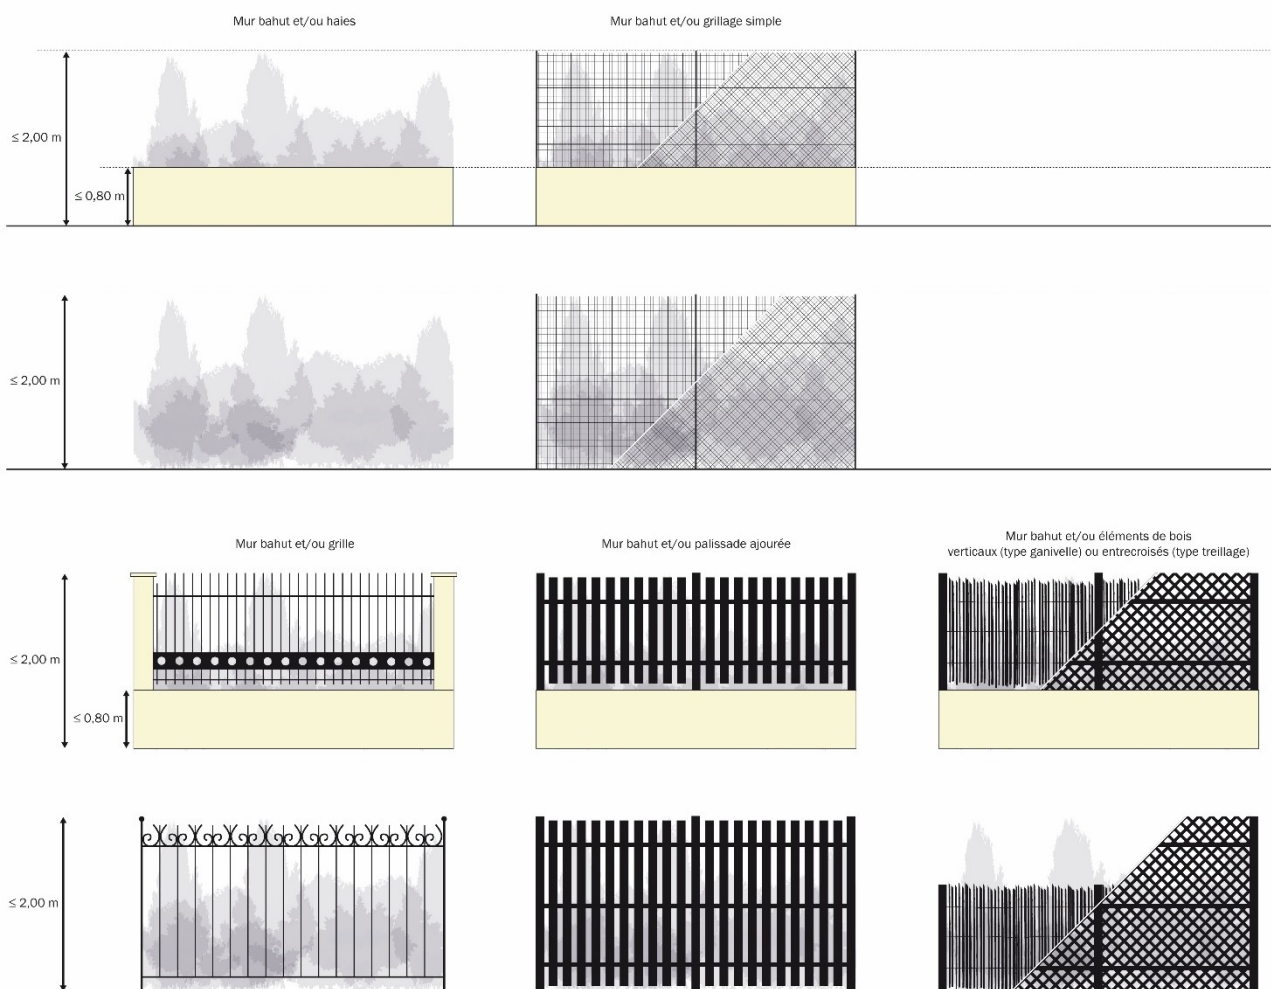 Mur bahut et/ou haies
Mur bahut et/ou grillage simple
≤ 2,00 m
≤ 0,80 m
≤ 2,00 m
Mur bahut et/ou grille
Mur bahut et/ou palissade ajourée
Mur bahut et/ou éléments de bois
verticaux (type ganivelle) ou entrecroisés (type treillage)
≤ 2,00 m
≤ 0,80 m
≤ 2,00 m